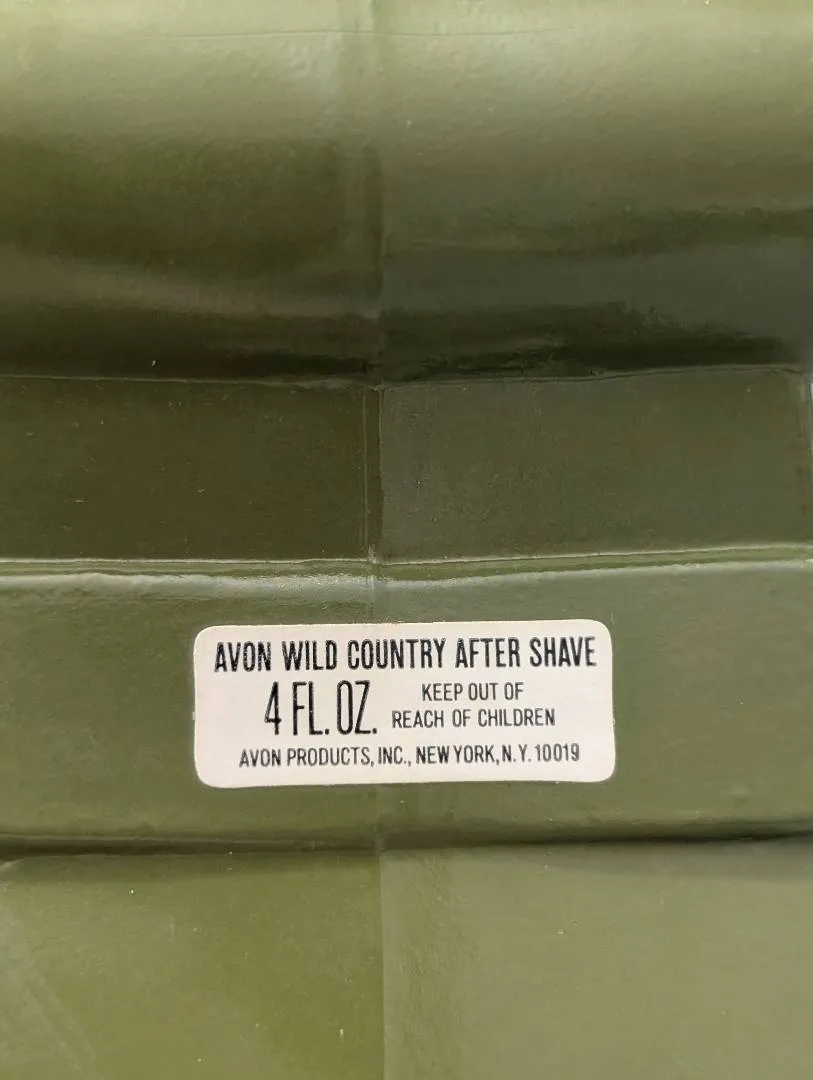 AVON WILD COUNTRY AFTER SHAVE
4 FL. OZ.
KEEP OUT OF
REACH OF CHILDREN
AVON PRODUCTS, INC., NEW YORK, N.Y. 10019